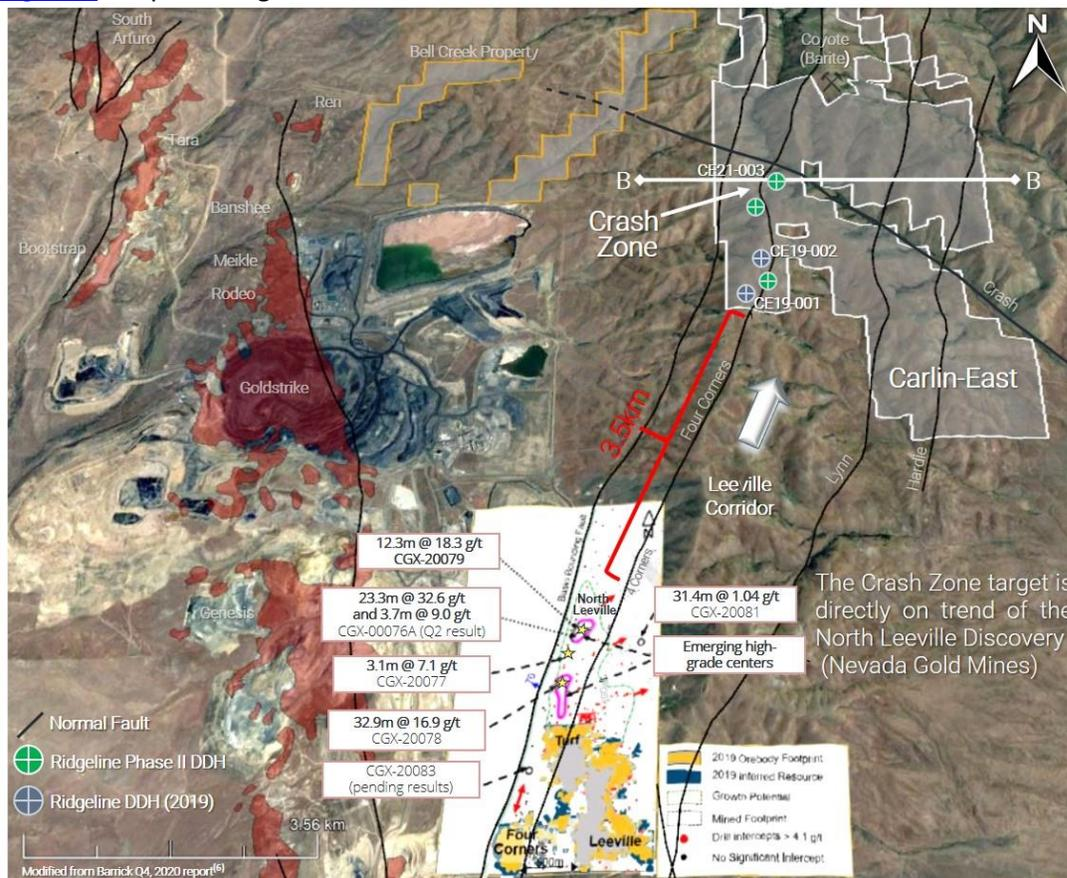 South
Arturo
Bell Creek Property
Coyote
(Barite)
N
Ren
Tara
CE21-003
B
B
Banshee
Crash
Zone
Bootstrap
Meikle
CE19-002
Rodeo
CE19-001
Crash
Goldstrike
Carlin-East
3.5km
Four Corners
Lynn
Hardie
Leeville
Corridor
12.3m @ 18.3 g/t
CGX-20079
Basin Bounding Fault
4 Corners
N
23.3m @ 32.6 g/t
and 3.7m @ 9.0 g/t
CGX-00076A (Q2 result)
North
Leeville
31.4m @ 1.04 g/t
CGX-20081
The Crash Zone target is
directly on trend of the
North Leeville Discovery
(Nevada Gold Mines)
Genesis
Emerging high-
grade centers
3.1m @ 7.1 g/t
CGX-20077
32.9m @ 16.9 g/t
CGX-20078
Turf
CGX-20083
(pending results)
Normal Fault
Ridgeline Phase II DDH
Ridgeline DDH (2019)
3.56 km
Four
Corners
Leeville
2019 Orebody Footprint
2019 Inferred Resource
Growth Potential
Mined Footprint
Drill intercepts > 4.1 g/t
No Significant Intercept
Modified from Barrick Q4, 2020 report[6]